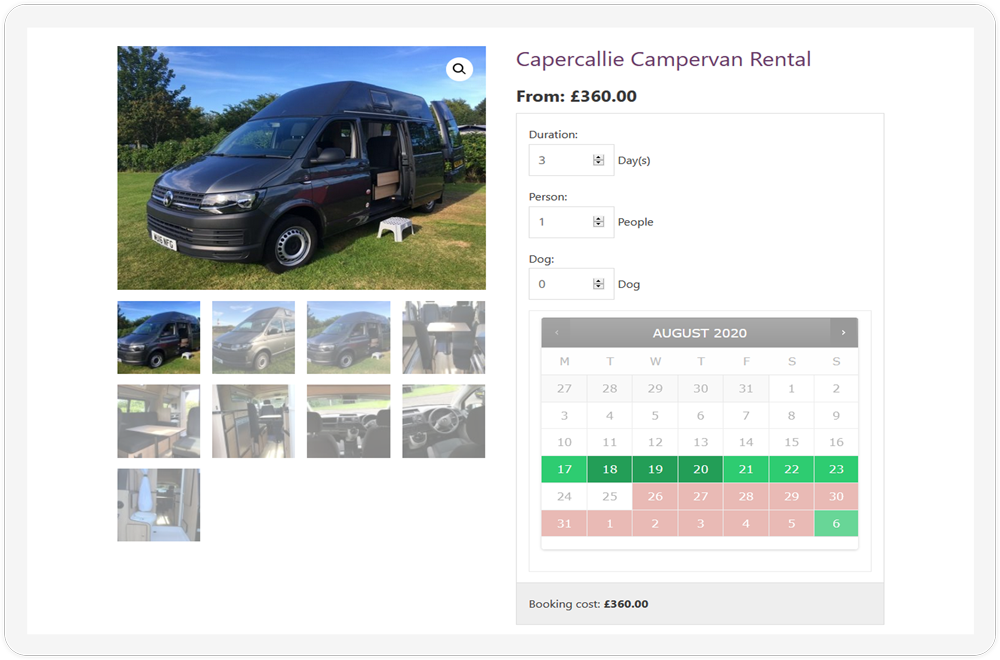 Capercallie Campervan Rental
From: £360.00
Duration:
3 Day(s)
Person:
1 People
Dog:
0 Dog
‹ AUGUST 2020 ›
M T W T F S S
27 28 29 30 31 1 2
3 4 5 6 7 8 9
10 11 12 13 14 15 16
17 18 19 20 21 22 23
24 25 26 27 28 29 30
31 1 2 3 4 5 6
Booking cost: £360.00